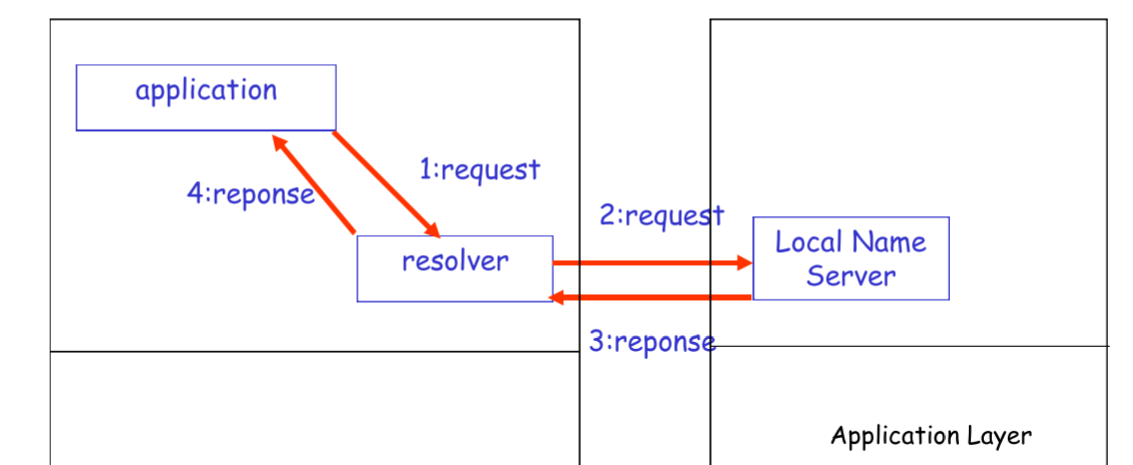 application
1:request
4:reponse
2:request
Local Name
Server
resolver
3:reponse
Application Layer